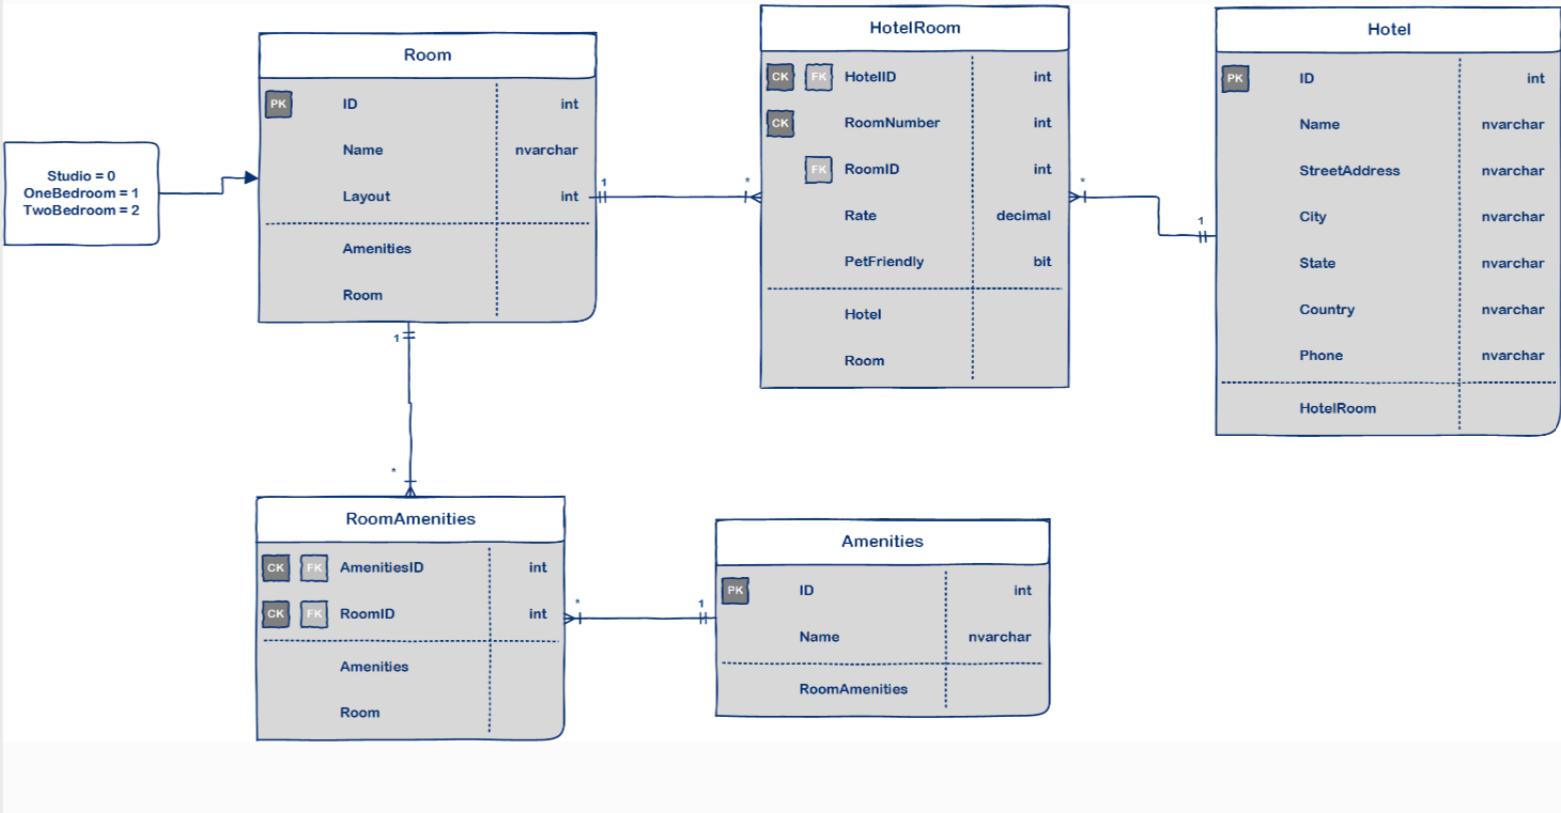 Studio = 0
OneBedroom = 1
TwoBedroom = 2
Room
PK ID int
Name nvarchar
Layout int
Amenities
Room
1 *
HotelRoom
CK FK HotelID int
CK RoomNumber int
FK RoomID int
Rate decimal
PetFriendly bit
Hotel
Room
* 1
Hotel
PK ID int
Name nvarchar
StreetAddress nvarchar
City nvarchar
State nvarchar
Country nvarchar
Phone nvarchar
HotelRoom
1
*
RoomAmenities
CK FK AmenitiesID int
CK FK RoomID int
Amenities
Room
* 1
Amenities
PK ID int
Name nvarchar
RoomAmenities